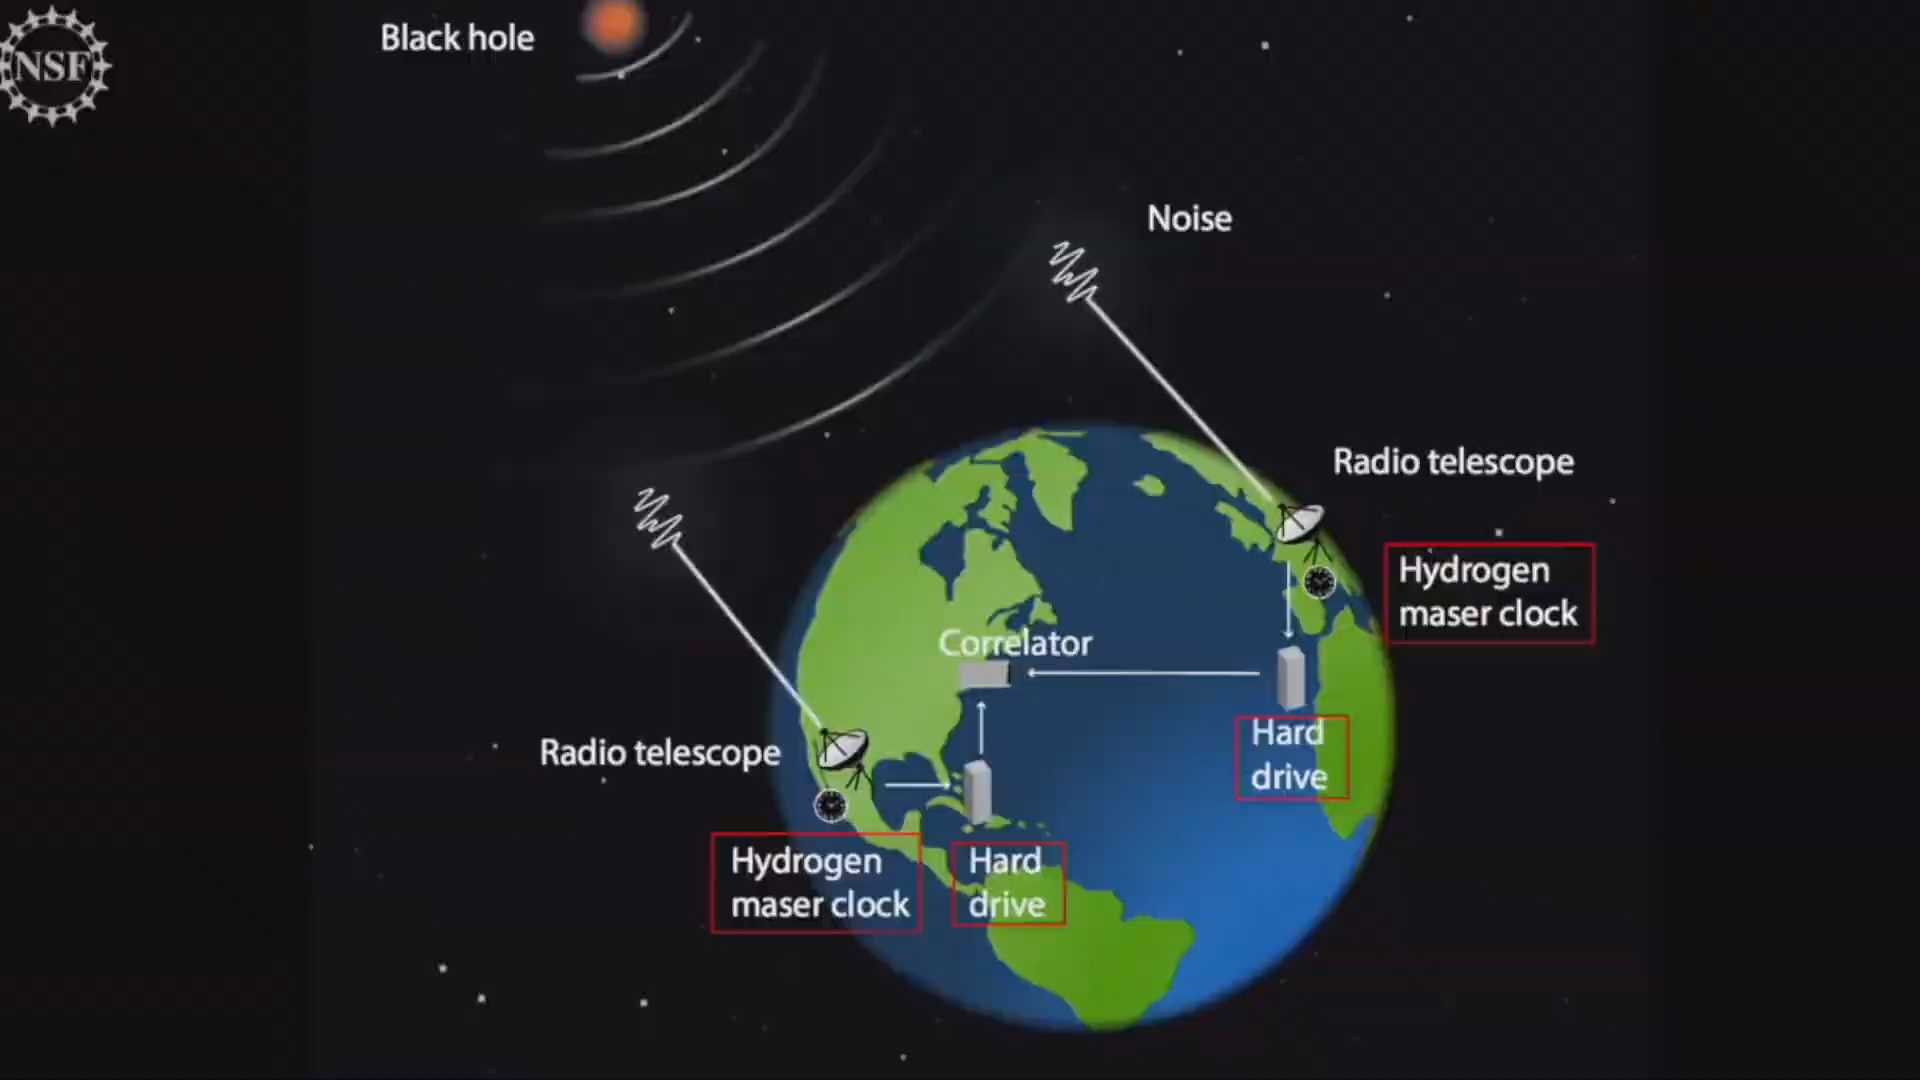 NSF
Black hole
Noise
Radio telescope
Hydrogen
maser clock
Correlator
Hard
drive
Radio telescope
Hydrogen
maser clock
Hard
drive